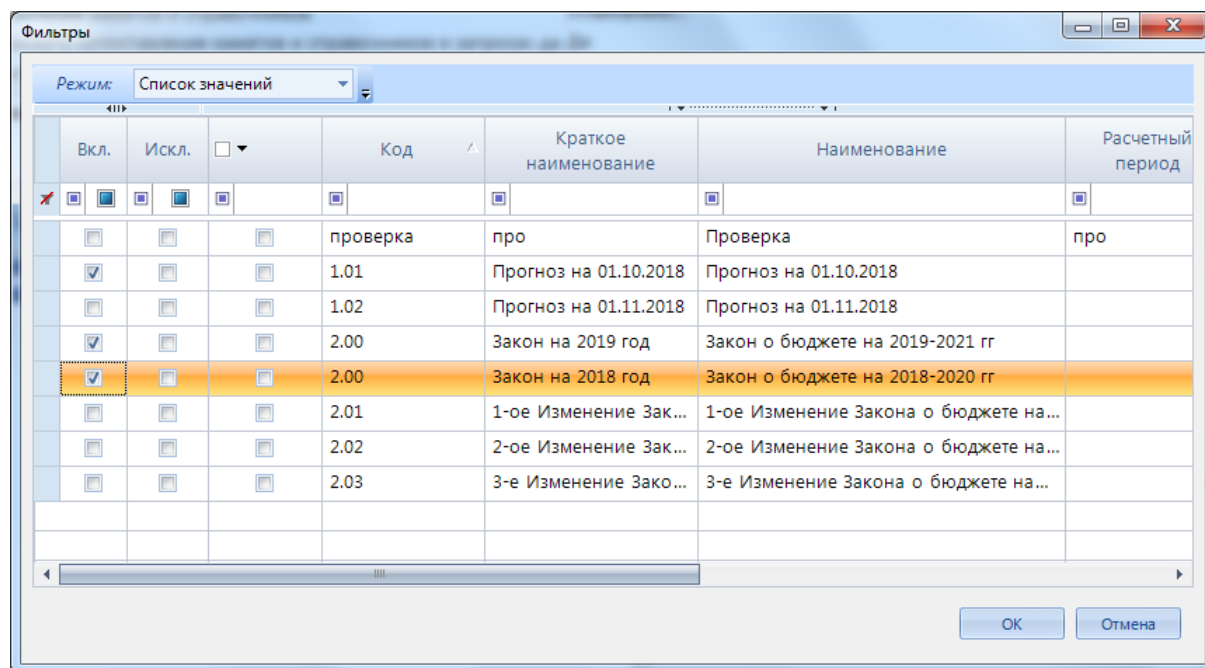 Фильтры
Режим: Список значений
Вкл. Искл. Код Краткое наименование Наименование Расчетный период
проверка про Проверка про
1.01 Прогноз на 01.10.2018 Прогноз на 01.10.2018
1.02 Прогноз на 01.11.2018 Прогноз на 01.11.2018
2.00 Закон на 2019 год Закон о бюджете на 2019-2021 гг
2.00 Закон на 2018 год Закон о бюджете на 2018-2020 гг
2.01 1-ое Изменение Зак... 1-ое Изменение Закона о бюджете на...
2.02 2-ое Изменение Зак... 2-ое Изменение Закона о бюджете на...
2.03 3-е Изменение Зако... 3-е Изменение Закона о бюджете на...
ОК Отмена